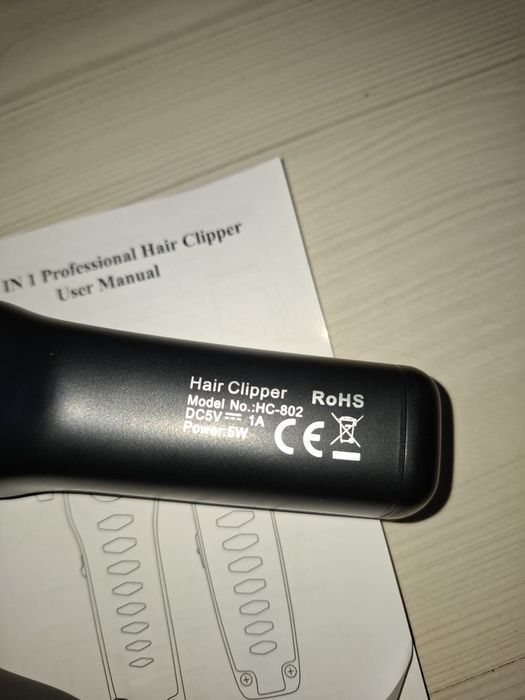 IN 1 Professional Hair Clipper
User Manual
Hair Clipper
Model No.:HC-802
DC5V⎓ 1A
Power:5W
RoHS
CE